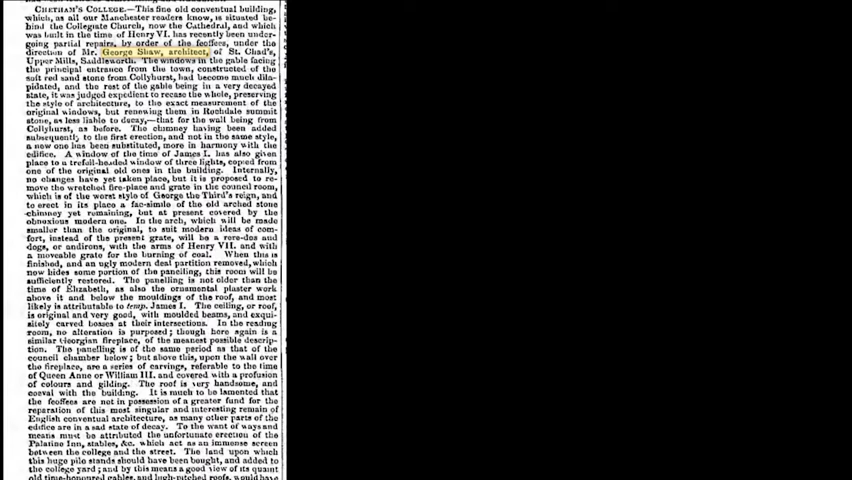 CHETHAM'S COLLEGE.—This fine old conventual building,
which, as all our Manchester readers know, is situated be-
hind the Collegiate Church, now the Cathedral, and which
was built in the time of Henry VI. has recently been under-
going partial repairs, by order of the feoffees, under the
direction of Mr. George Shaw, architect, of St. Chad's,
Upper Mills, Saddleworth. The windows in the gable facing
the principal entrance from the town, constructed of the
soft red sand stone from Collyhurst, had become much dila-
pidated, and the rest of the gable being in a very decayed
state, it was judged expedient to recase the whole, preserving
the style of architecture, to the exact measurement of the
original windows, but renewing them in Rochdale summit
stone, as less liable to decay,—that for the wall being from
Collyhurst, as before. The chimney having been added
subsequently to the first erection, and not in the same style,
a new one has been substituted, more in harmony with the
edifice. A window of the time of James I. has also given
place to a trefoil-headed window of three lights, copied from
one of the original old ones in the building. Internally,
no changes have yet taken place, but it is proposed to re-
move the wretched fire-place and grate in the council room,
which is of the worst style of George the Third's reign, and
to erect in its place a fac-simile of the old arched stone
chimney yet remaining, but at present covered by the
obnoxious modern one. In the arch, which will be made
smaller than the original, to suit modern ideas of com-
fort, instead of the present grate, will be a rere-dos and
dogs, or andirons, with the arms of Henry VII. and with
a moveable grate for the burning of coal. When this is
finished, and an ugly modern deal partition removed, which
now hides some portion of the panelling, this room will be
sufficiently restored. The panelling is not older than the
time of Elizabeth, as also the ornamental plaster work
above it and below the mouldings of the roof, and most
likely is attributable to temp. James I. The ceiling, or roof,
is original and very good, with moulded beams, and exqui-
sitely carved bosses at their intersections. In the reading
room, no alteration is purposed; though here again is a
similar Georgian fireplace, of the meanest possible descrip-
tion. The panelling is of the same period as that of the
council chamber below; but above this, upon the wall over
the fireplace, are a series of carvings, referable to the time
of Queen Anne or William III. and covered with a profusion
of colours and gilding. The roof is very handsome, and
coeval with the building. It is much to be lamented that
the feoffees are not in possession of a greater fund for the
reparation of this most singular and interesting remain of
English conventual architecture, as many other parts of the
edifice are in a sad state of decay. To the want of ways and
means must be attributed the unfortunate erection of the
Palatine Inn, stables, &c. which act as an immense screen
between the college and the street. The land upon which
this huge pile stands should have been bought, and added to
the college yard; and by this means a good view of its quaint
old time-honoured gables, and high-pitched roofs, would have